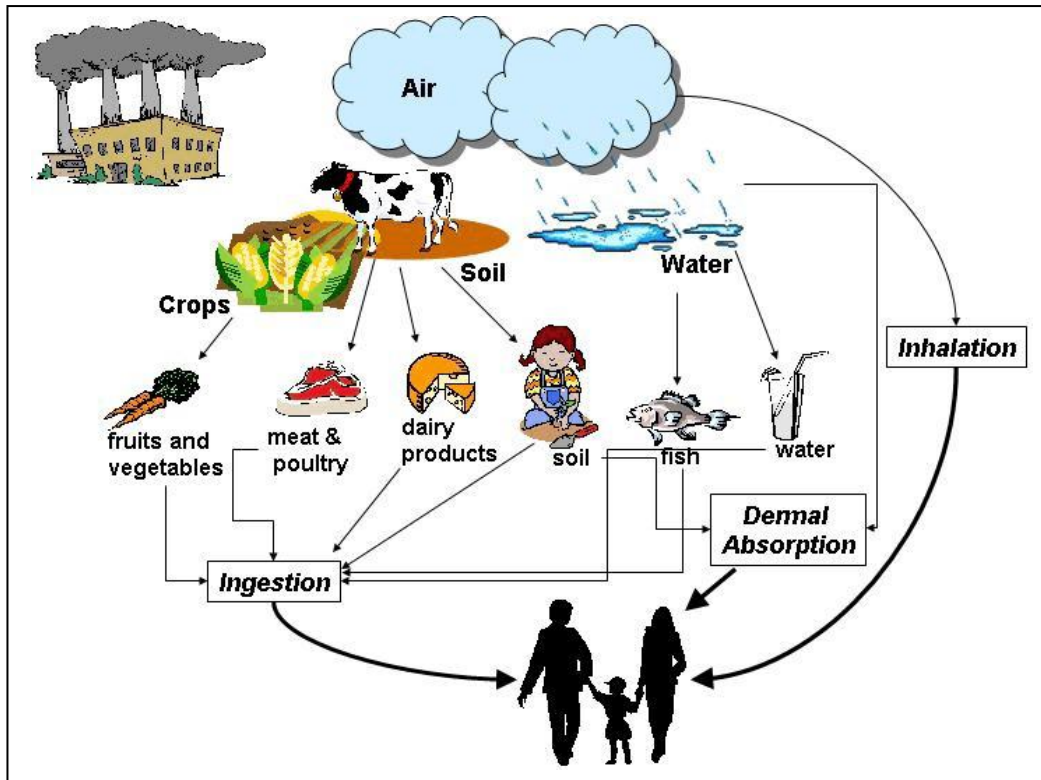 Air
Soil
Water
Crops
Inhalation
fruits and
vegetables
meat &
poultry
dairy
products
soil
fish
water
Dermal
Absorption
Ingestion